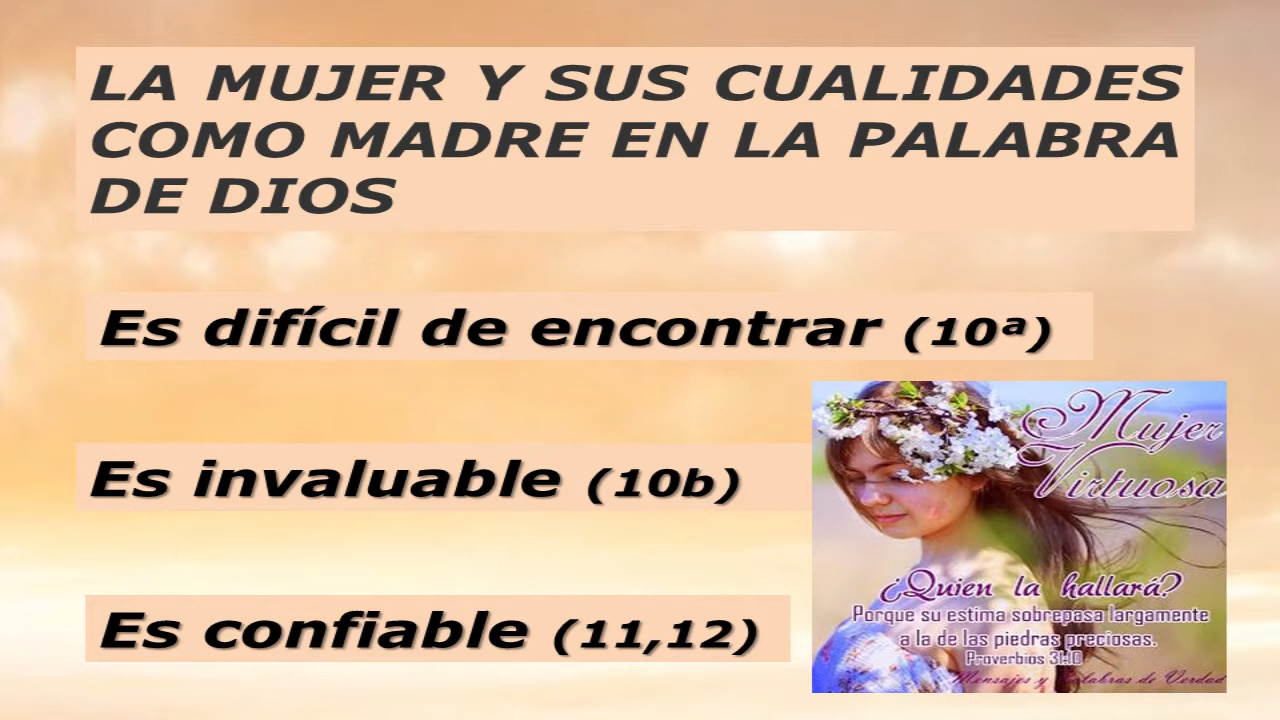 LA MUJER Y SUS CUALIDADES
COMO MADRE EN LA PALABRA
DE DIOS
Es difícil de encontrar (10ª)
Es invaluable (10b)
Es confiable (11,12)
Mujer
Virtuosa
¿Quien la hallará?
Porque su estima sobrepasa largamente
a la de las piedras preciosas.
Proverbios 31:10
Mensajes y Palabras de Verdad